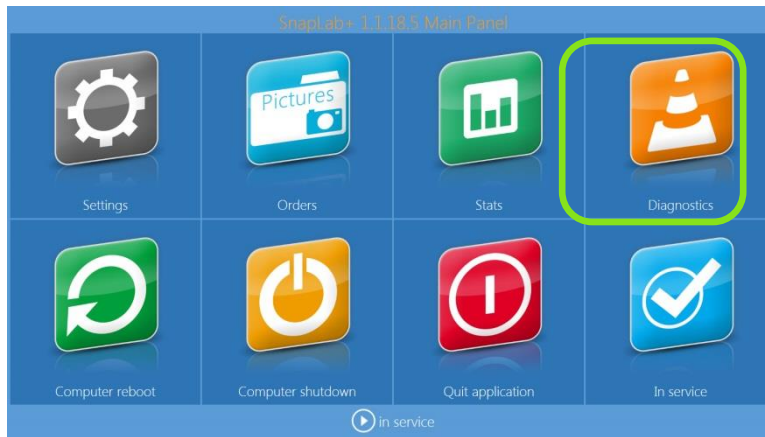 SnapLab+ 1.1.18.5 Main Panel
Pictures
Settings
Orders
Stats
Diagnostics
Computer reboot
Computer shutdown
Quit application
In service
in service